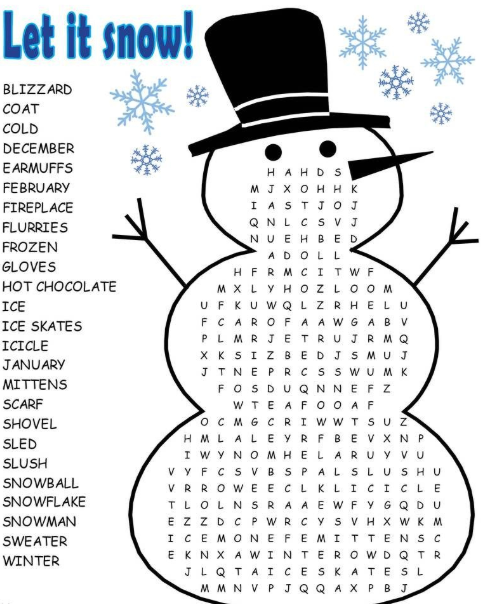 Let it snow!
BLIZZARD
COAT
COLD
DECEMBER
EARMUFFS
FEBRUARY
FIREPLACE
FLURRIES
FROZEN
GLOVES
HOT CHOCOLATE
ICE
ICE SKATES
ICICLE
JANUARY
MITTENS
SCARF
SHOVEL
SLED
SLUSH
SNOWBALL
SNOWFLAKE
SNOWMAN
SWEATER
WINTER
H A H D S
M J X O H H K
I A S T J O J
Q N L C S V J
N U E H B E D
A D O L L
H F R M C I T W F
M X L Y H O Z L O O M
U F K U W Q L Z R H E L U
F C A R O F A A W G A B V
P L M R J E T R U J R M Q
X K S I Z B E D J S M U J
J T N E P R C S S W U M K
F O S D U Q N N E F Z
W T E A F O O A F
O C M G C R I W W T S U Z
H M L A L E Y R F B E V X N P
I W Y N O M H E L A R U Y V U
V Y F C S V B S P A L S L U S H U
V R R O W E E C L K L I C I C L E
T L O L N S R A A E W F Y G Q D U
E Z Z D C P W R C Y S V H X W K M
I C E M O N E F E M I T T E N S C
E K N X A W I N T E R O W D Q T R
J L Q T A I C E S K A T E S L
M M N V P J Q Q A X P B J